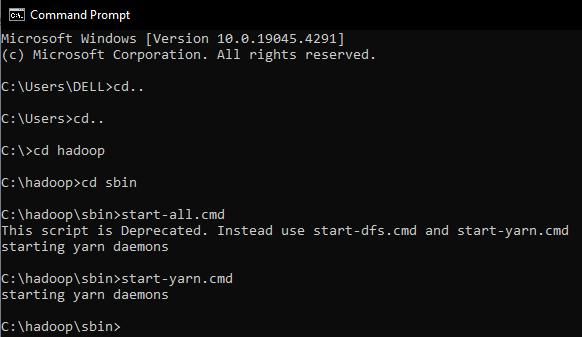 Command Prompt
Microsoft Windows [Version 10.0.19045.4291]
(c) Microsoft Corporation. All rights reserved.
C:\Users\DELL>cd..
C:\Users>cd..
C:\>cd hadoop
C:\hadoop>cd sbin
C:\hadoop\sbin>start-all.cmd
This script is Deprecated. Instead use start-dfs.cmd and start-yarn.cmd
starting yarn daemons
C:\hadoop\sbin>start-yarn.cmd
starting yarn daemons
C:\hadoop\sbin>